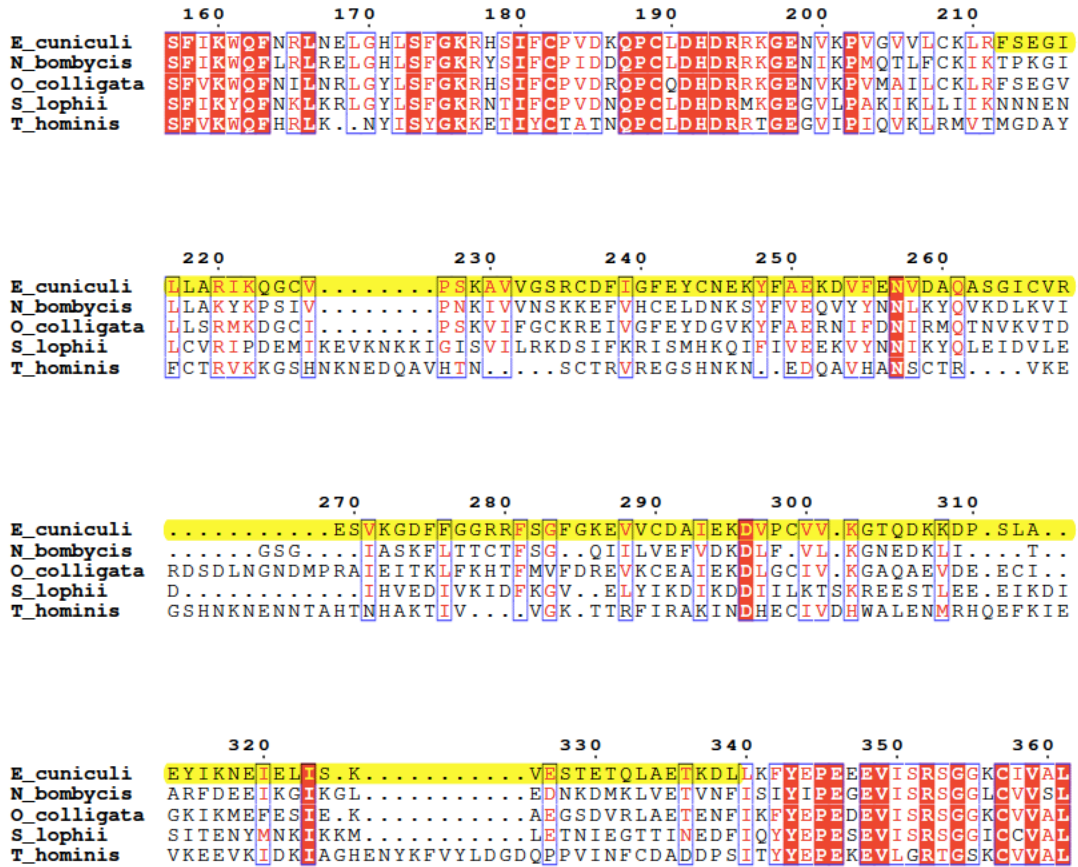 160 170 180 190 200 210
E_cuniculi SFIKWQFNRLNELGHLSFGKRHSIFCPVDKQPCLDHDRRKGENVKPVGVVLCKLRFSEGI
N_bombycis SFIKWQFLRLRELGHLSFGKRYSIFCPIDDQPCLDHDRRKGENIKPMQTLFCKIKTPKGI
O_colligata SFVKWQFNILNRLGYLSFGKRHSIFCPVDRQPCQDHDRRKGENVKPVMAILCKLRFSEGV
S_lophii SFIKYQFNKLKRLGYLSFGKRNTIFCPVDNQPCLDHDRMKGEGVLPAKIKLLIIKNNNEN
T_hominis SFVKWQFHRLK..NYISYGKKETIYCTATNQPCLDHDRRTGEGVIPIQVKLRMVTMGDAY
220 230 240 250 260
E_cuniculi LLARIKQGCV........PSKAVVGSRCDFIGFEYCNEKYFAEKDVFENVDAQASGICVR
N_bombycis LLAKYKPSIV........PNKIVVNSKKEFVHCELDNKSYFVEQVYYNNLKYQVKDLKVI
O_colligata LLSRMKDGCI........PSKVIFGCKREIVGFEYDGVKYFAERNIFDNIRMQTNVKVTD
S_lophii LCVRIPDEMIKEVKNKKIGISVILRKDSIFKRISMHKQIFIVEEKVYNNIKYQLEIDVLE
T_hominis FCTRVKKGSHNKNEDQAVHTN.....SCTRVREGSHNKN..EDQAVHANSCTR....VKE
270 280 290 300 310
E_cuniculi ...........ESVKGDFFGGRRFSGFGKEVVCDAIEKDVPCVV.KGTQDKKDP.SLA..
N_bombycis ......GSG....IASKFLTTCTFSG..QIILVEFVDKDLF.VL.KGNEDKLI....T..
O_colligata RDSDLNGNDMPRAIEITKLFKHTFMVFDREVKCEAIEKDLGCIV.KGAQAEVDE.ECI..
S_lophii D............IHVEDIVKIDFKGV..ELYIKDIKDDIILKTSKREESTLEE.EIKDI
T_hominis GSHNKNENNTAHTNHAKTIV....VGK.TTRFIRAKINDHECIVDHWALENMRHQEFKIE
320 330 340 350 360
E_cuniculi EYIKNEIELIS.K...........VESTETQLAETKDLLKFYEPEEEVISRSGGKCIVAL
N_bombycis ARFDEEIKGIKGL...........EDNKDMKLVETVNFISIYIPEGEVISRSGGLCVVSL
O_colligata GKIKMEFESIE.K...........AEGSDVRLAETENFIKFYEPEDEVISRSGGKCIVAL
S_lophii SITENYMNKIKKM...........LETNIEGTTINEDFIQYYEPESEVISRSGGICCVAL
T_hominis VKEEVKIDKIAGHENYKFVYLDGDQPPVINFCDADDPSITYYEPEKEVLGRTGSKCVVAL